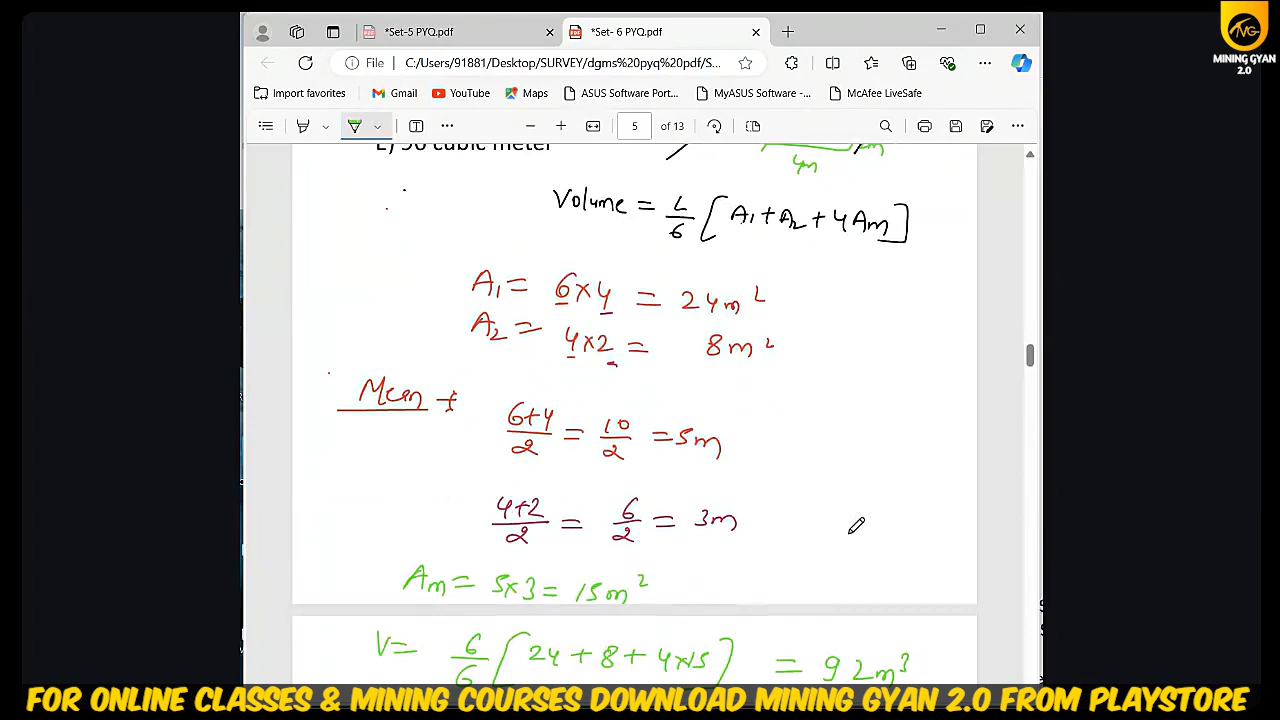 *Set-5 PYQ.pdf
*Set- 6 PYQ.pdf
MINING GYAN
2.0
File
C:/Users/91881/Desktop/SURVEY/dgms%20pyq%20pdf/S...
Import favorites
Gmail
YouTube
Maps
ASUS Software Port...
MyASUS Software -...
McAfee LiveSafe
5 of 13
4m
Volume = L/6 [A1 + A2 + 4Am]
A1 = 6×4 = 24m²
A2 = 4×2 = 8m²
Mean
6+4/2 = 10/2 = 5m
4+2/2 = 6/2 = 3m
Am = 5×3 = 15m²
V = 6/6 [24 + 8 + 4×15] = 92m³
FOR ONLINE CLASSES & MINING COURSES DOWNLOAD MINING GYAN 2.0 FROM PLAYSTORE